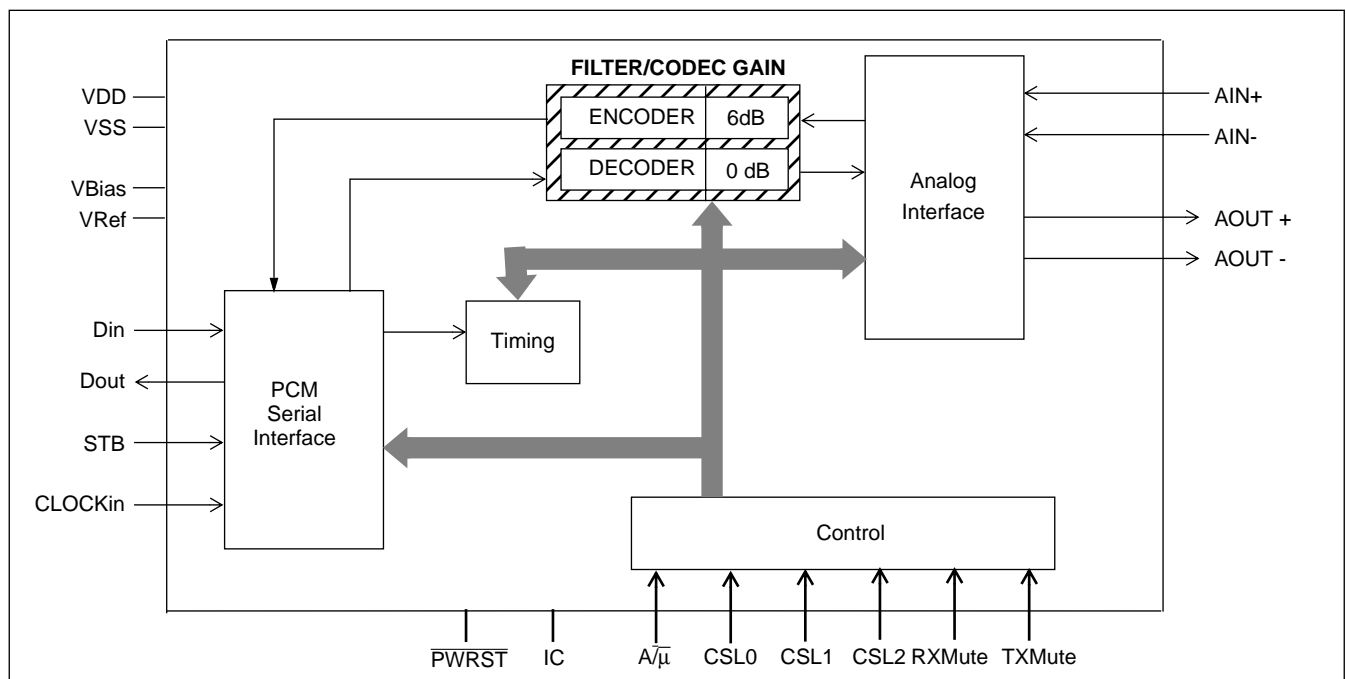 FILTER/CODEC GAIN
VDD
VSS
VBias
VRef
ENCODER 6dB
DECODER 0 dB
Analog
Interface
AIN+
AIN-
AOUT +
AOUT -
Din
Dout
STB
CLOCKin
PCM
Serial
Interface
Timing
Control
PWRST IC A/μ CSL0 CSL1 CSL2 RXMute TXMute